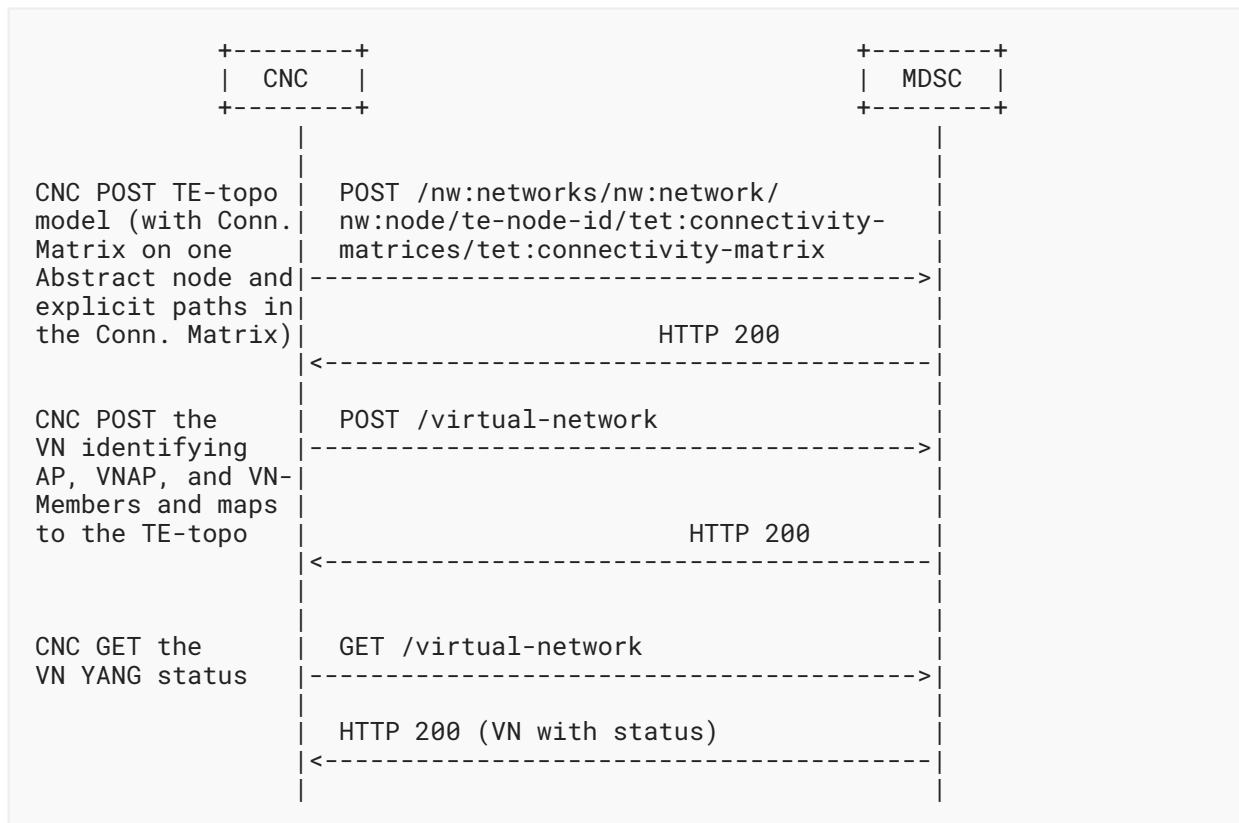 CNC MDSC
CNC POST TE-topo POST /nw:networks/nw:network/
model (with Conn. nw:node/te-node-id/tet:connectivity-
Matrix on one matrices/tet:connectivity-matrix
Abstract node and
explicit paths in
the Conn. Matrix) HTTP 200
CNC POST the POST /virtual-network
VN identifying
AP, VNAP, and VN-
Members and maps
to the TE-topo HTTP 200
CNC GET the GET /virtual-network
VN YANG status
HTTP 200 (VN with status)